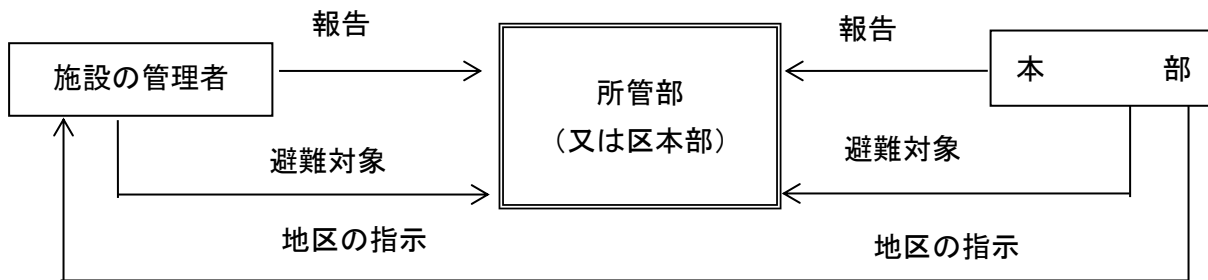 報告
報告
施設の管理者
所管部
（又は区本部）
本　　　部
避難対象
避難対象
地区の指示
地区の指示